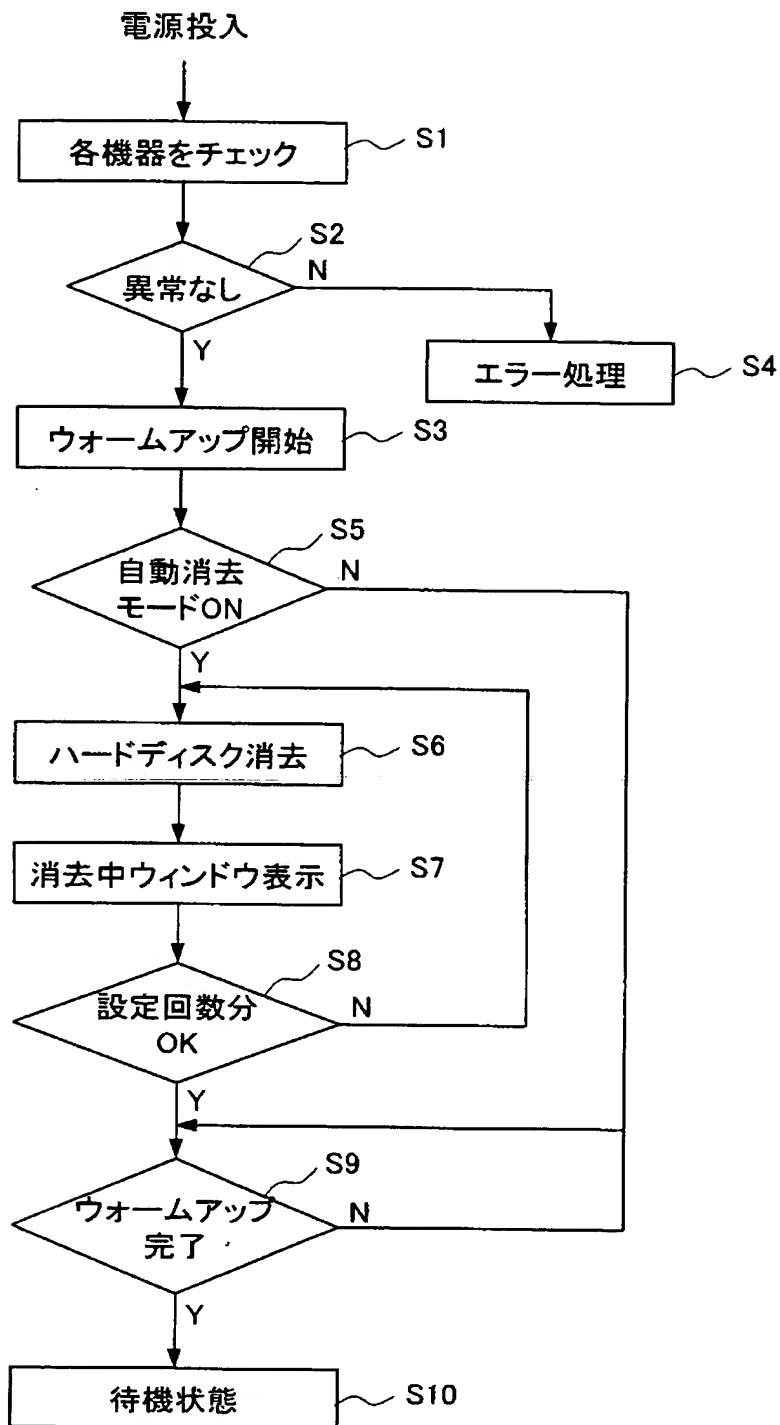 電源投入
各機器をチェック
S1
異常なし
S2
N
Y
エラー処理
S4
ウォームアップ開始
S3
自動消去
モードON
S5
N
Y
ハードディスク消去
S6
消去中ウィンドウ表示
S7
設定回数分
OK
S8
N
Y
ウォームアップ
完了
S9
N
Y
待機状態
S10